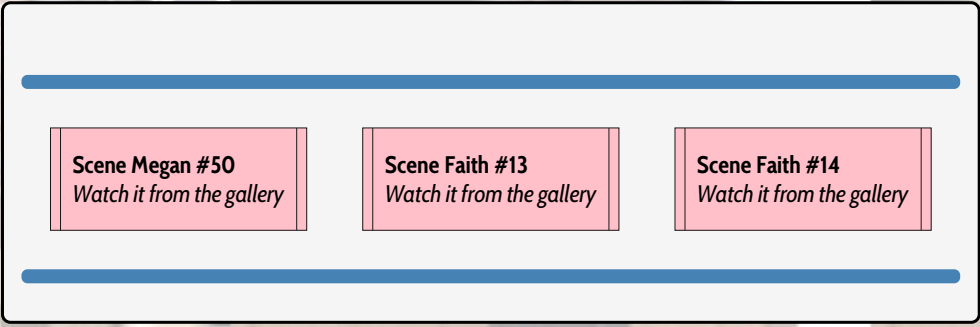 Scene Megan #50
Watch it from the gallery
Scene Faith #13
Watch it from the gallery
Scene Faith #14
Watch it from the gallery